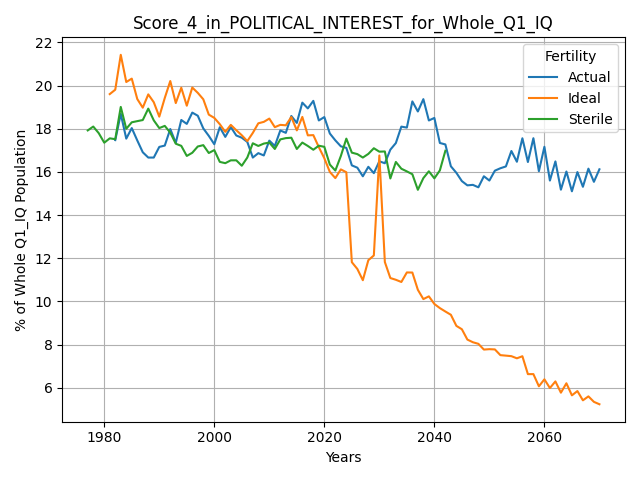 Score_4_in_POLITICAL_INTEREST_for_Whole_Q1_IQ
% of Whole Q1_IQ Population
22
20
18
16
14
12
10
8
6
Fertility
Actual
Ideal
Sterile
1980
2000
2020
2040
2060
Years